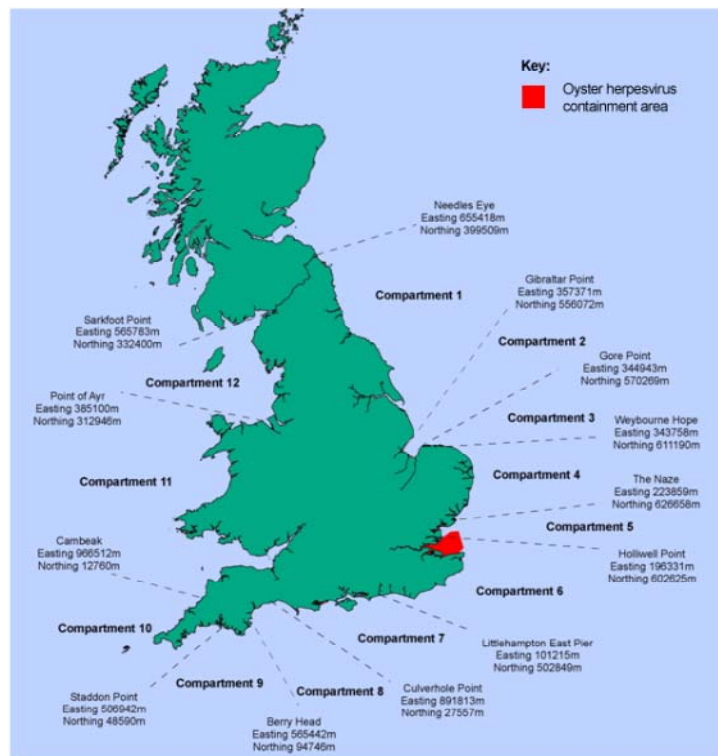 Key:
Oyster herpesvirus
containment area
Needles Eye
Easting 655418m
Northing 399509m
Compartment 1
Gibraltar Point
Easting 357371m
Northing 556072m
Sarkfoot Point
Easting 565783m
Northing 332400m
Compartment 2
Gore Point
Easting 344943m
Northing 570269m
Compartment 12
Point of Ayr
Easting 385100m
Northing 312946m
Compartment 3
Weybourne Hope
Easting 343758m
Northing 611190m
Compartment 4
Compartment 11
The Naze
Easting 223859m
Northing 626658m
Compartment 5
Cambeak
Easting 966512m
Northing 12760m
Holliwell Point
Easting 196331m
Northing 602625m
Compartment 6
Compartment 10
Compartment 7
Littlehampton East Pier
Easting 101215m
Northing 502849m
Compartment 9
Compartment 8
Staddon Point
Easting 506942m
Northing 48590m
Culverhole Point
Easting 891813m
Northing 27557m
Berry Head
Easting 565442m
Northing 94746m